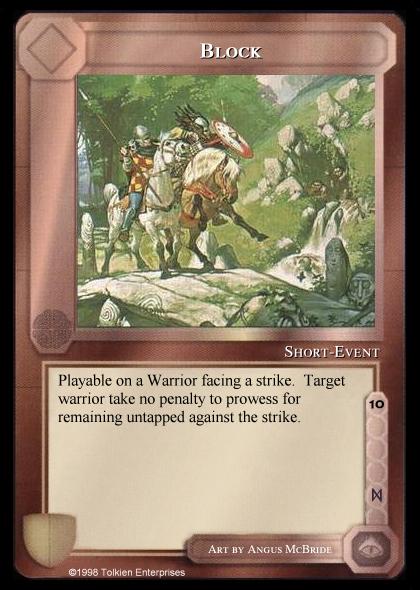 Block
Short-Event
Playable on a Warrior facing a strike.  Target
warrior take no penalty to prowess for
remaining untapped against the strike.
10
Art by Angus McBride
©1998 Tolkien Enterprises